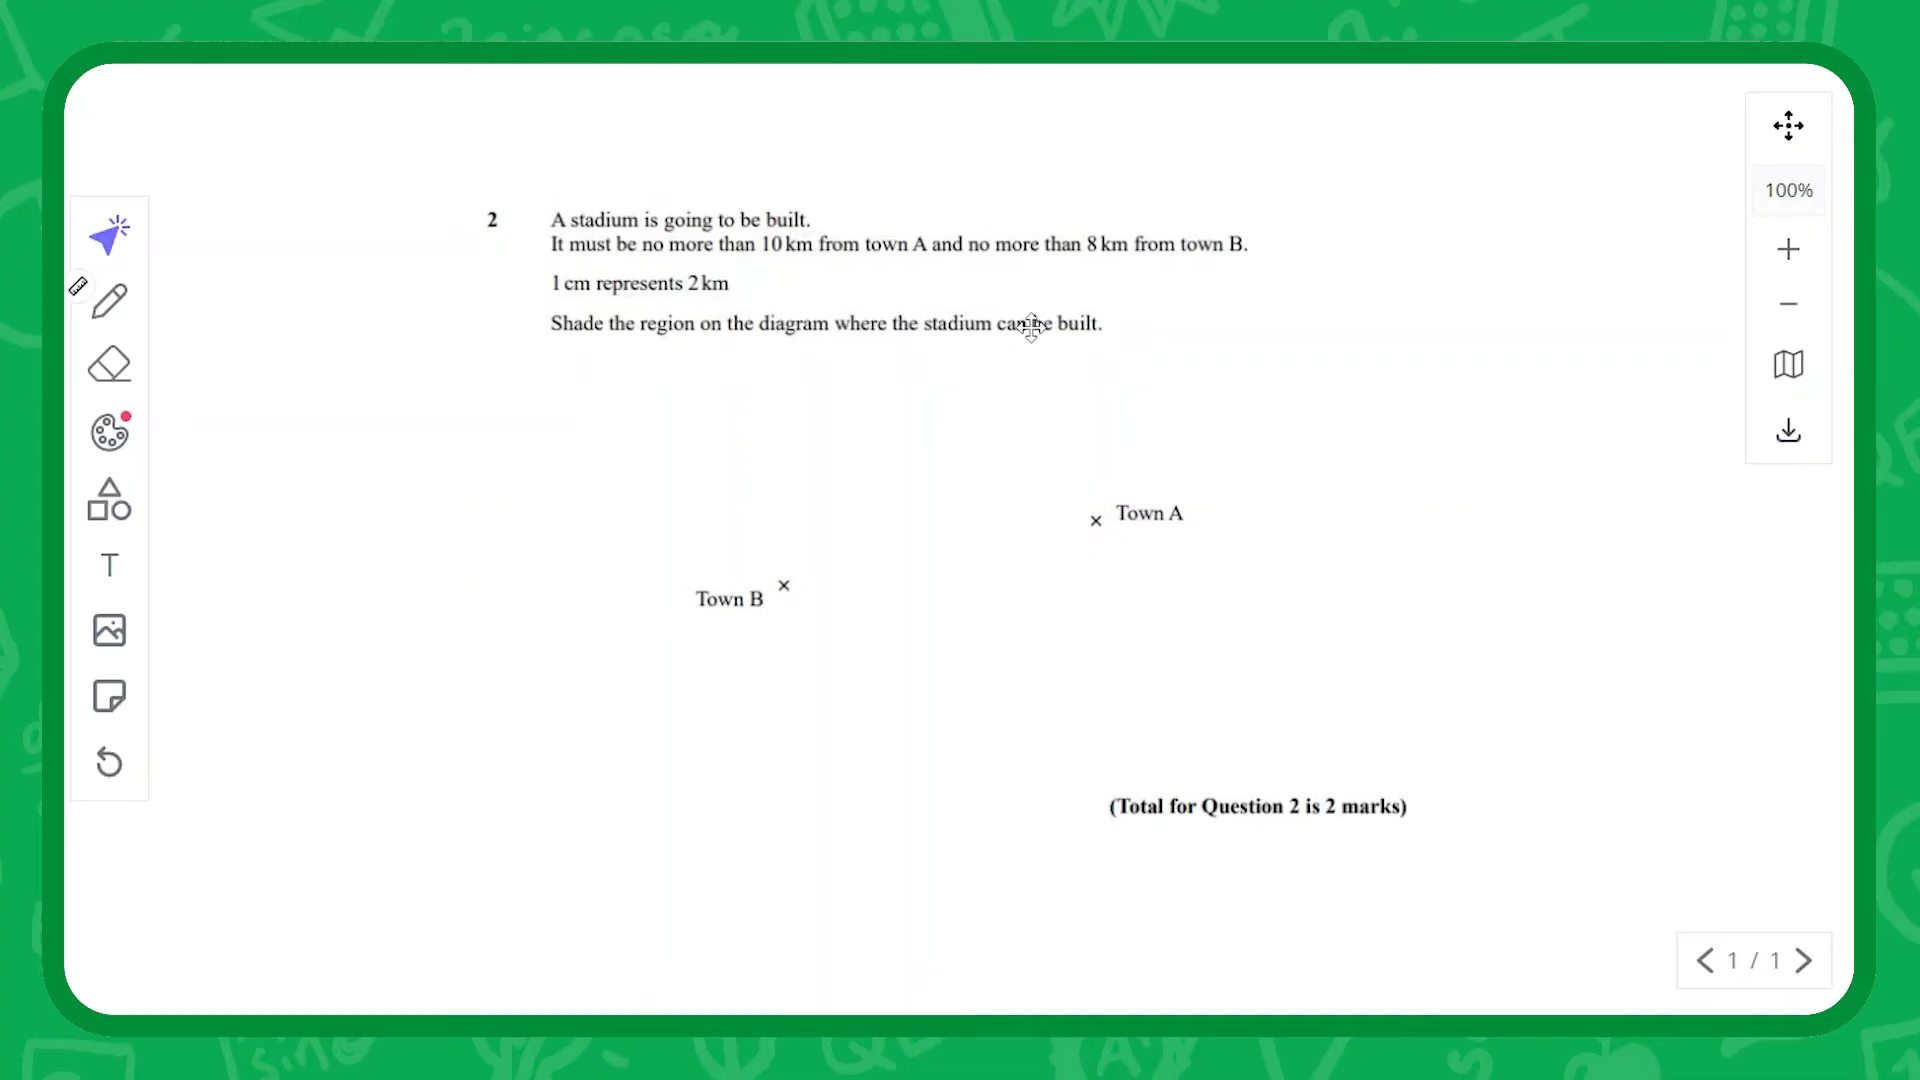 100%
2 A stadium is going to be built.
It must be no more than 10 km from town A and no more than 8 km from town B.
1 cm represents 2 km
Shade the region on the diagram where the stadium can be built.
× Town A
Town B ×
T
(Total for Question 2 is 2 marks)
1 / 1
sin